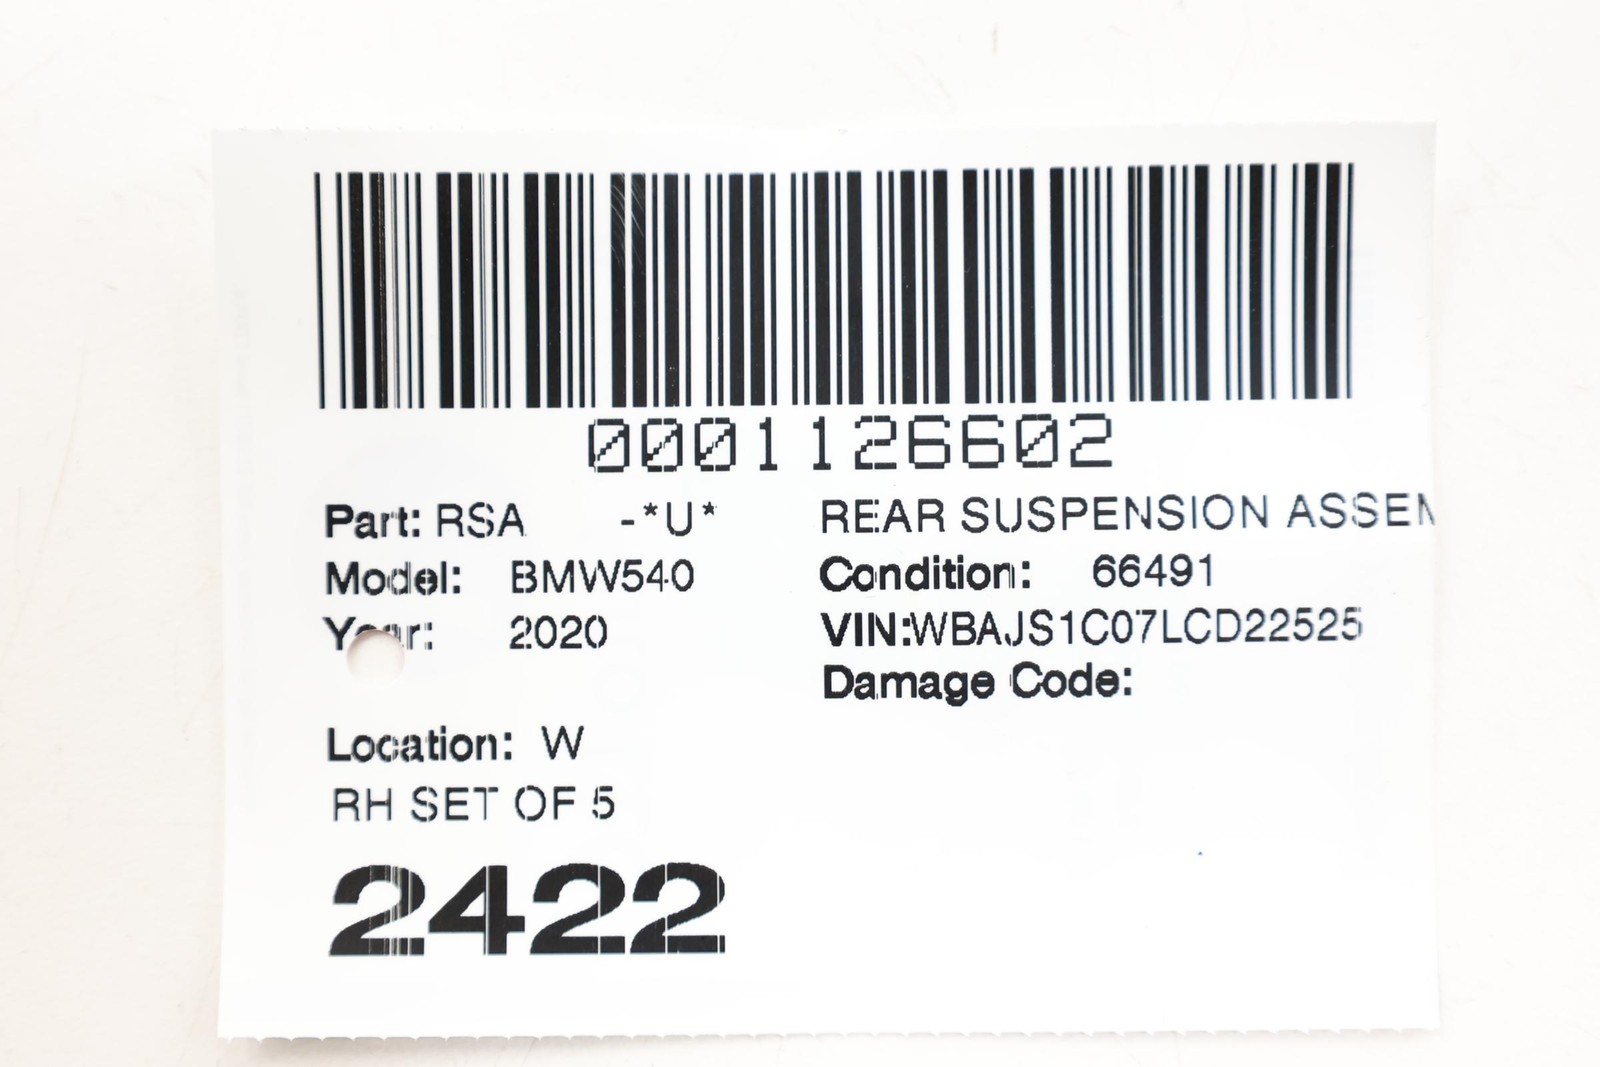 0001126602
Part: RSA -*U* REAR SUSPENSION ASSEM
Model: BMW540 Condition: 66491
Year: 2020 VIN:WBAJS1C07LCD22525
Damage Code:
Location: W
RH SET OF 5
2422